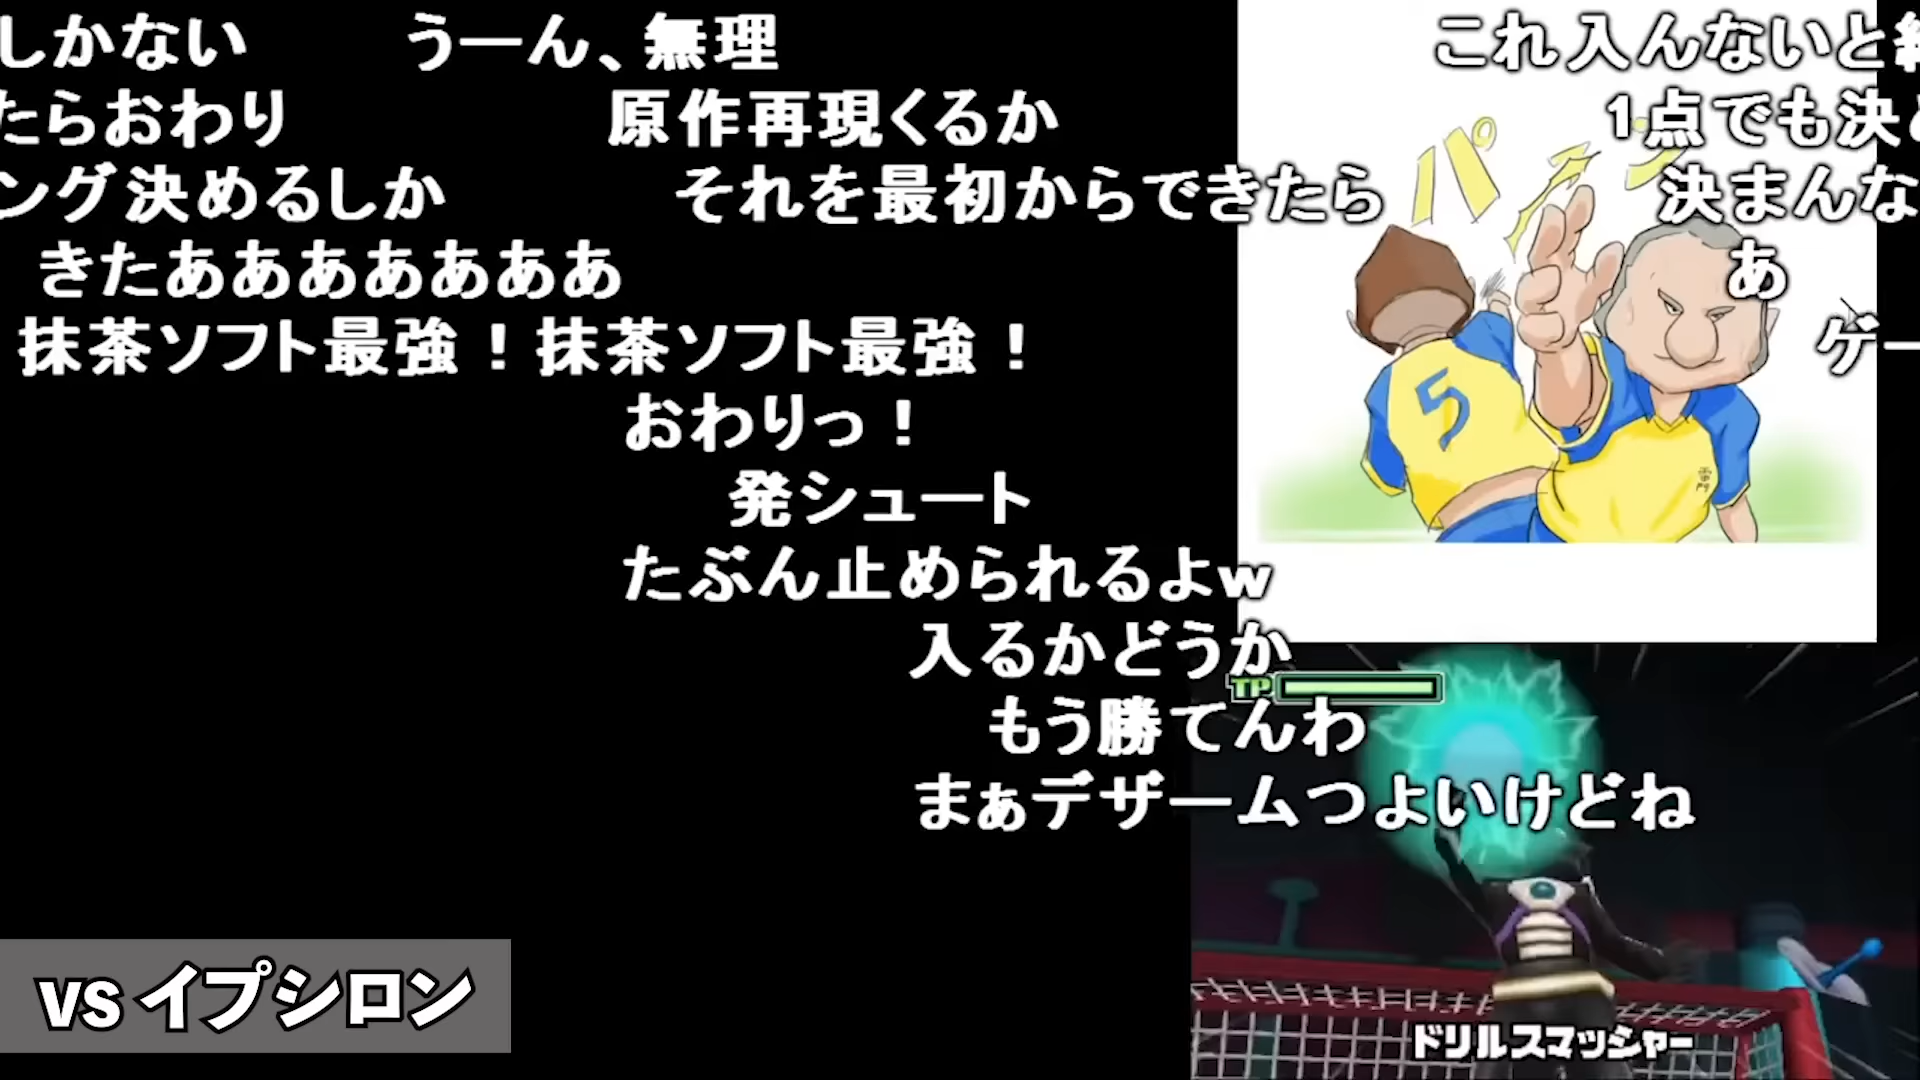 しかない
うーん、無理
これ入んないと
たらおわり
原作再現くるか
1点でも決
パァン
ング決めるしか
それを最初からできたら
決まんな
きたあああああああ
あ
抹茶ソフト最強！抹茶ソフト最強！
ゲー
5
おわりっ！
雷門
発シュート
たぶん止められるよw
入るかどうか
TP
もう勝てんわ
まぁデザームつよいけどね
vs イプシロン
ドリルスマッシャー